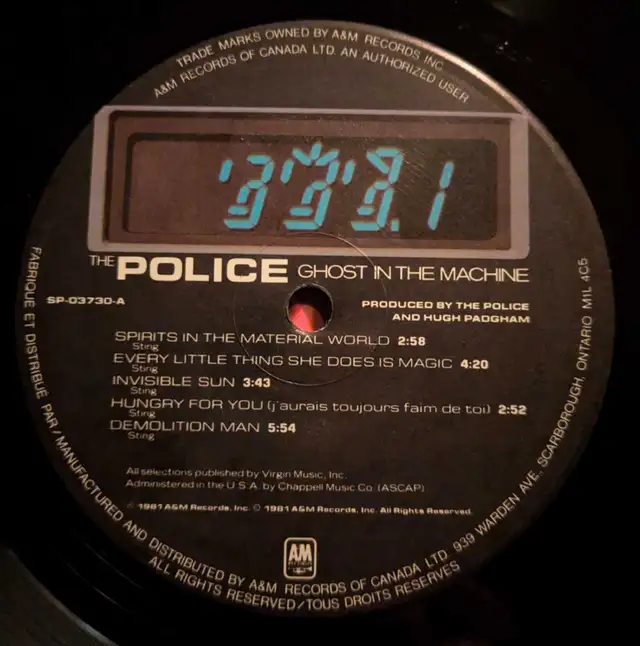 TRADE MARKS OWNED BY A&M RECORDS INC
A&M RECORDS OF CANADA LTD. AN AUTHORIZED USER
THE POLICE GHOST IN THE MACHINE
SP-03730-A
PRODUCED BY THE POLICE
AND HUGH PADGHAM
SPIRITS IN THE MATERIAL WORLD 2:58
Sting
EVERY LITTLE THING SHE DOES IS MAGIC 4:20
Sting
INVISIBLE SUN 3:43
Sting
HUNGRY FOR YOU (j'aurais toujours faim de toi) 2:52
Sting
DEMOLITION MAN 5:54
Sting
All selections published by Virgin Music, Inc.
Administered in the U.S.A. by Chappell Music Co. (ASCAP)
℗ 1981 A&M Records, Inc. © 1981 A&M Records, Inc. All Rights Reserved.
A&M
FABRIQUE ET DISTRIBUÉ PAR / MANUFACTURED AND DISTRIBUTED BY A&M RECORDS OF CANADA LTD. 939 WARDEN AVE. SCARBOROUGH, ONTARIO M1L 4C5
ALL RIGHTS RESERVED/TOUS DROITS RESERVES